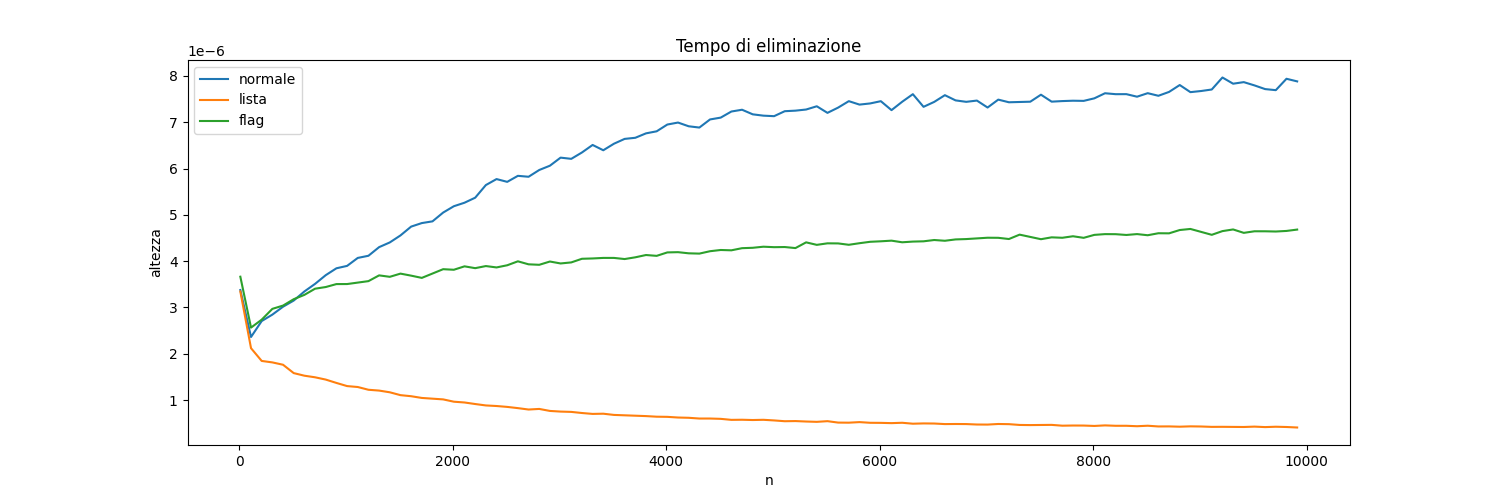 Tempo di eliminazione
1e−6
8
7
6
5
4
3
2
1
altezza
normale
lista
flag
0
2000
4000
6000
8000
10000
n